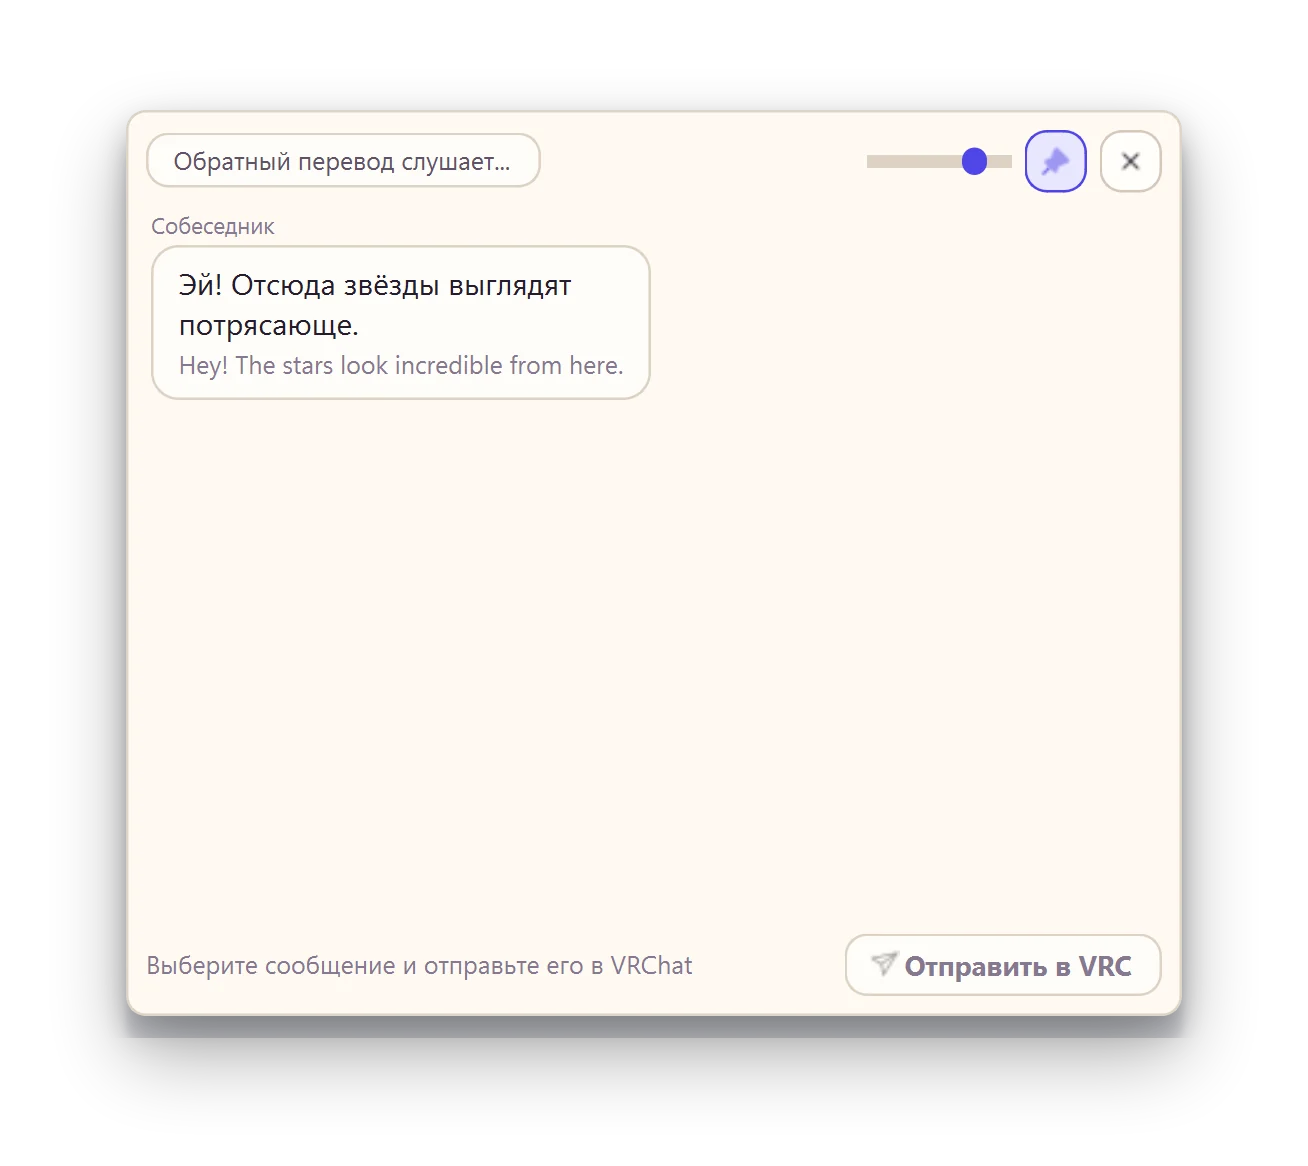 Обратный перевод слушает...
Собеседник
Эй! Отсюда звёзды выглядят
потрясающе.
Hey! The stars look incredible from here.
Выберите сообщение и отправьте его в VRChat
Отправить в VRC